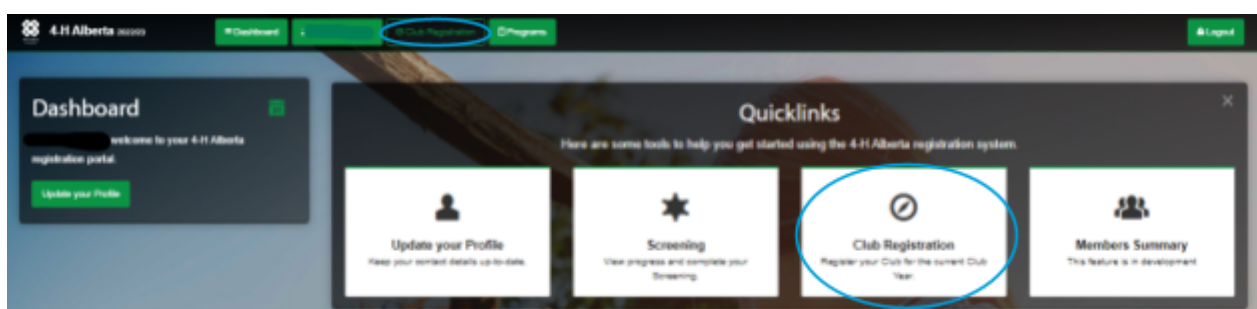 4-H Alberta 2022/23
Dashboard
Club Registration
Programs
Logout
Dashboard
welcome to your 4-H Alberta
registration portal.
Update your Profile
Quicklinks
Here are some tools to help you get started using the 4-H Alberta registration system.
Update your Profile
Keep your contact details up-to-date.
Screening
View progress and complete your
Screening.
Club Registration
Register your Club for the current Club
Year.
Members Summary
This feature is in development